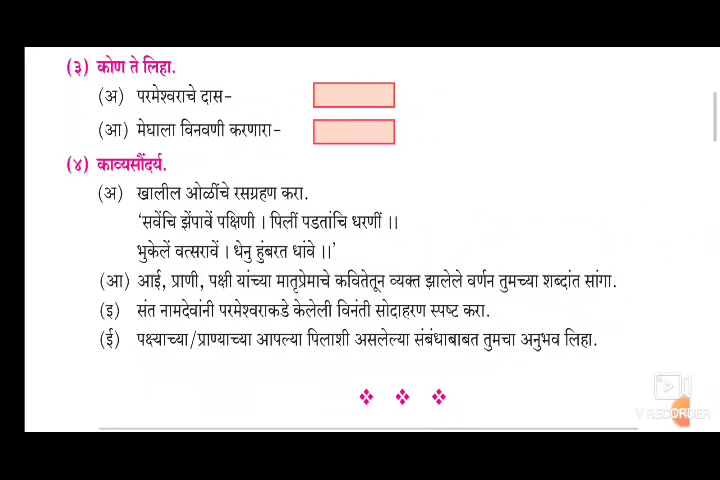 (३) कोण ते लिहा.
(अ) परमेश्वराचे दास-
(आ) मेघाला विनवणी करणारा-
(४) काव्यसौंदर्य.
(अ) खालील ओळींचे रसग्रहण करा.
‘सवेंचि झेंपावें पक्षिणी । पिलीं पडतांचि धरणीं ।।
भुकेलें वत्सरावें । धेनु हुंबरत धांवे ।।’
(आ) आई, प्राणी, पक्षी यांच्या मातृप्रेमाचे कवितेतून व्यक्त झालेले वर्णन तुमच्या शब्दांत सांगा.
(इ) संत नामदेवांनी परमेश्वराकडे केलेली विनंती सोदाहरण स्पष्ट करा.
(ई) पक्ष्याच्या/प्राण्याच्या आपल्या पिलाशी असलेल्या संबंधाबाबत तुमचा अनुभव लिहा.
V RECORDER